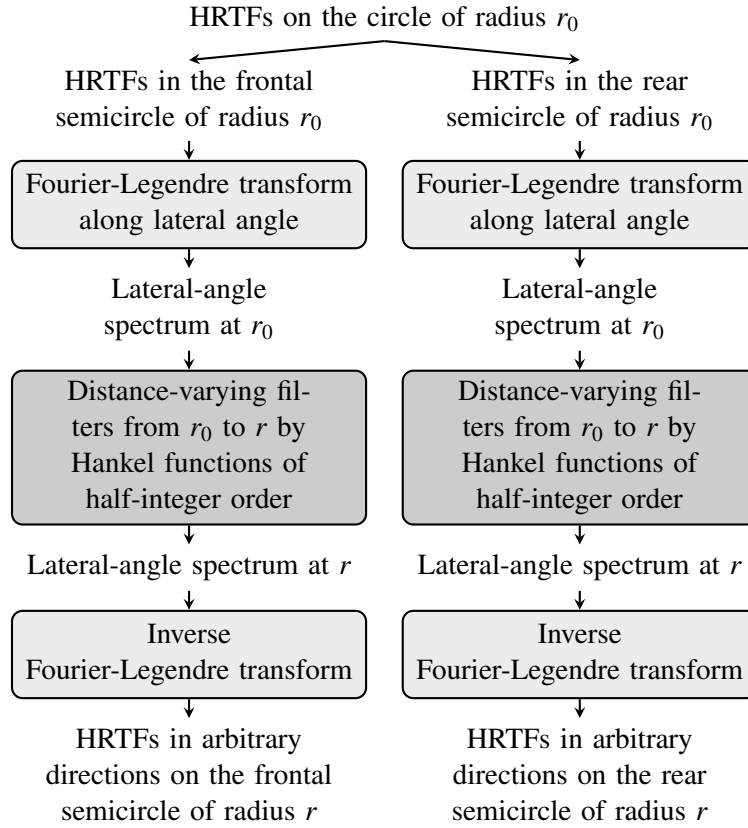 HRTFs on the circle of radius r0
HRTFs in the frontal
semicircle of radius r0
Fourier-Legendre transform
along lateral angle
Lateral-angle
spectrum at r0
Distance-varying fil-
ters from r0 to r by
Hankel functions of
half-integer order
Lateral-angle spectrum at r
Inverse
Fourier-Legendre transform
HRTFs in arbitrary
directions on the frontal
semicircle of radius r
HRTFs in the rear
semicircle of radius r0
Fourier-Legendre transform
along lateral angle
Lateral-angle
spectrum at r0
Distance-varying fil-
ters from r0 to r by
Hankel functions of
half-integer order
Lateral-angle spectrum at r
Inverse
Fourier-Legendre transform
HRTFs in arbitrary
directions on the rear
semicircle of radius r